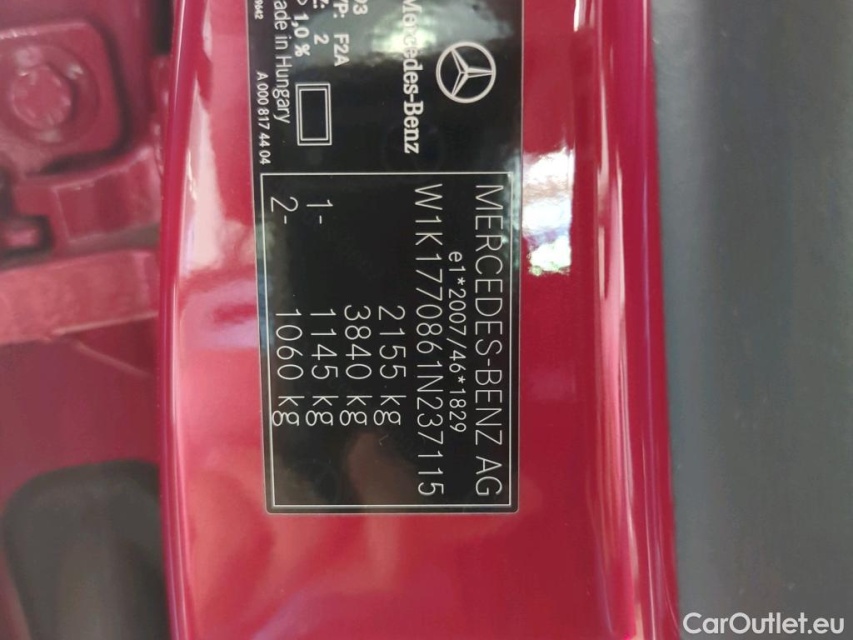 MERCEDES-BENZ AG
e1*2007/46*1829
W1K1770861N237115
2155 kg
3840 kg
1- 1145 kg
2- 1060 kg
Mercedes-Benz
TYP: F2A
2
1,0 %
Made in Hungary
A 000 817 44 04
CarOutlet.eu